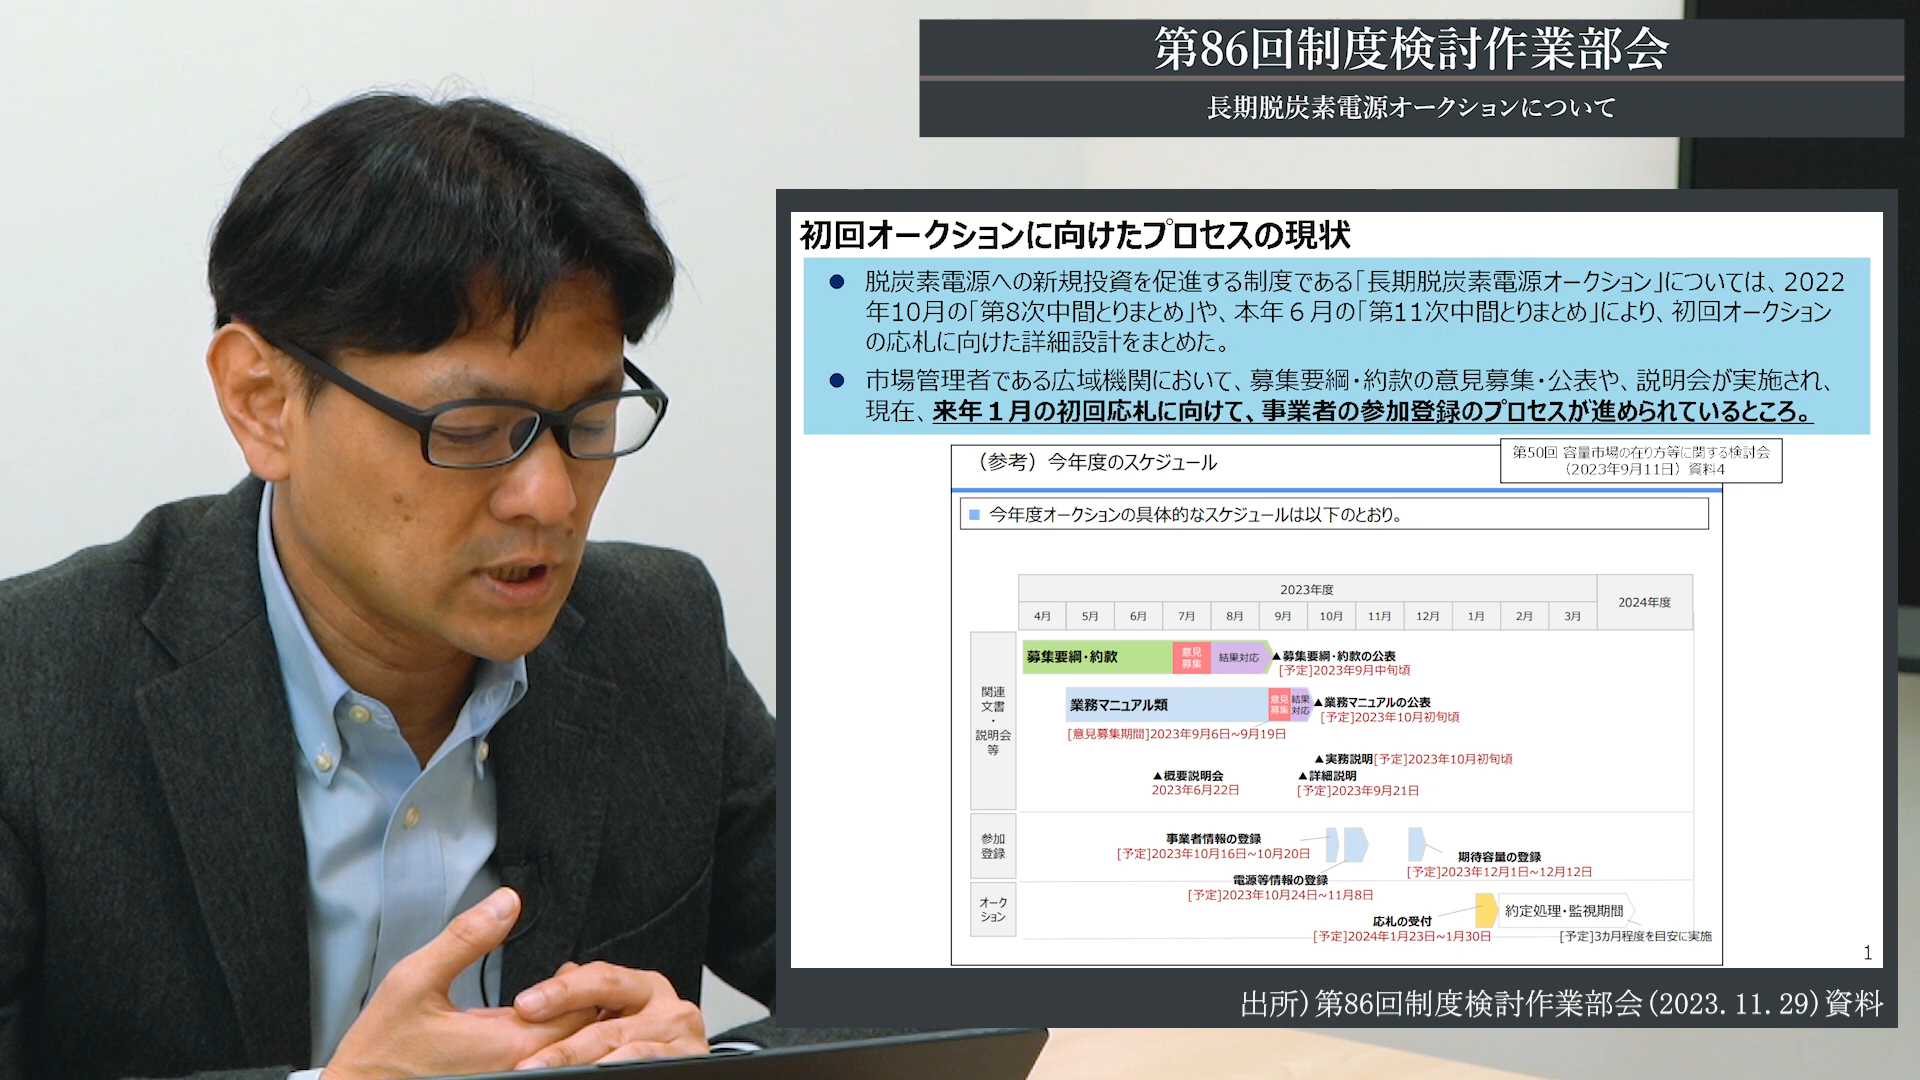 第86回制度検討作業部会
長期脱炭素電源オークションについて
初回オークションに向けたプロセスの現状
● 脱炭素電源への新規投資を促進する制度である「長期脱炭素電源オークション」については、2022
年10月の「第8次中間とりまとめ」や、本年６月の「第11次中間とりまとめ」により、初回オークション
の応札に向けた詳細設計をまとめた。
● 市場管理者である広域機関において、募集要綱・約款の意見募集・公表や、説明会が実施され、
現在、来年１月の初回応札に向けて、事業者の参加登録のプロセスが進められているところ。
（参考）今年度のスケジュール
第50回 容量市場の在り方等に関する検討会
（2023年9月11日）資料4
■ 今年度オークションの具体的なスケジュールは以下のとおり。
2023年度
2024年度
4月 5月 6月 7月 8月 9月 10月 11月 12月 1月 2月 3月
関連
文書
・
説明会
等
募集要綱・約款
意見
募集
結果対応
▲募集要綱・約款の公表
[予定]2023年9月中旬頃
業務マニュアル類
意見
募集
結果
対応
▲業務マニュアルの公表
[予定]2023年10月初旬頃
[意見募集期間]2023年9月6日~9月19日
▲実務説明[予定]2023年10月初旬頃
▲概要説明会
2023年6月22日
▲詳細説明
[予定]2023年9月21日
参加
登録
事業者情報の登録
[予定]2023年10月16日~10月20日
電源等情報の登録
[予定]2023年10月24日~11月8日
期待容量の登録
[予定]2023年12月1日~12月12日
オーク
ション
応札の受付
[予定]2024年1月23日~1月30日
約定処理・監視期間
[予定]3カ月程度を目安に実施
1
出所)第86回制度検討作業部会(2023.11.29)資料